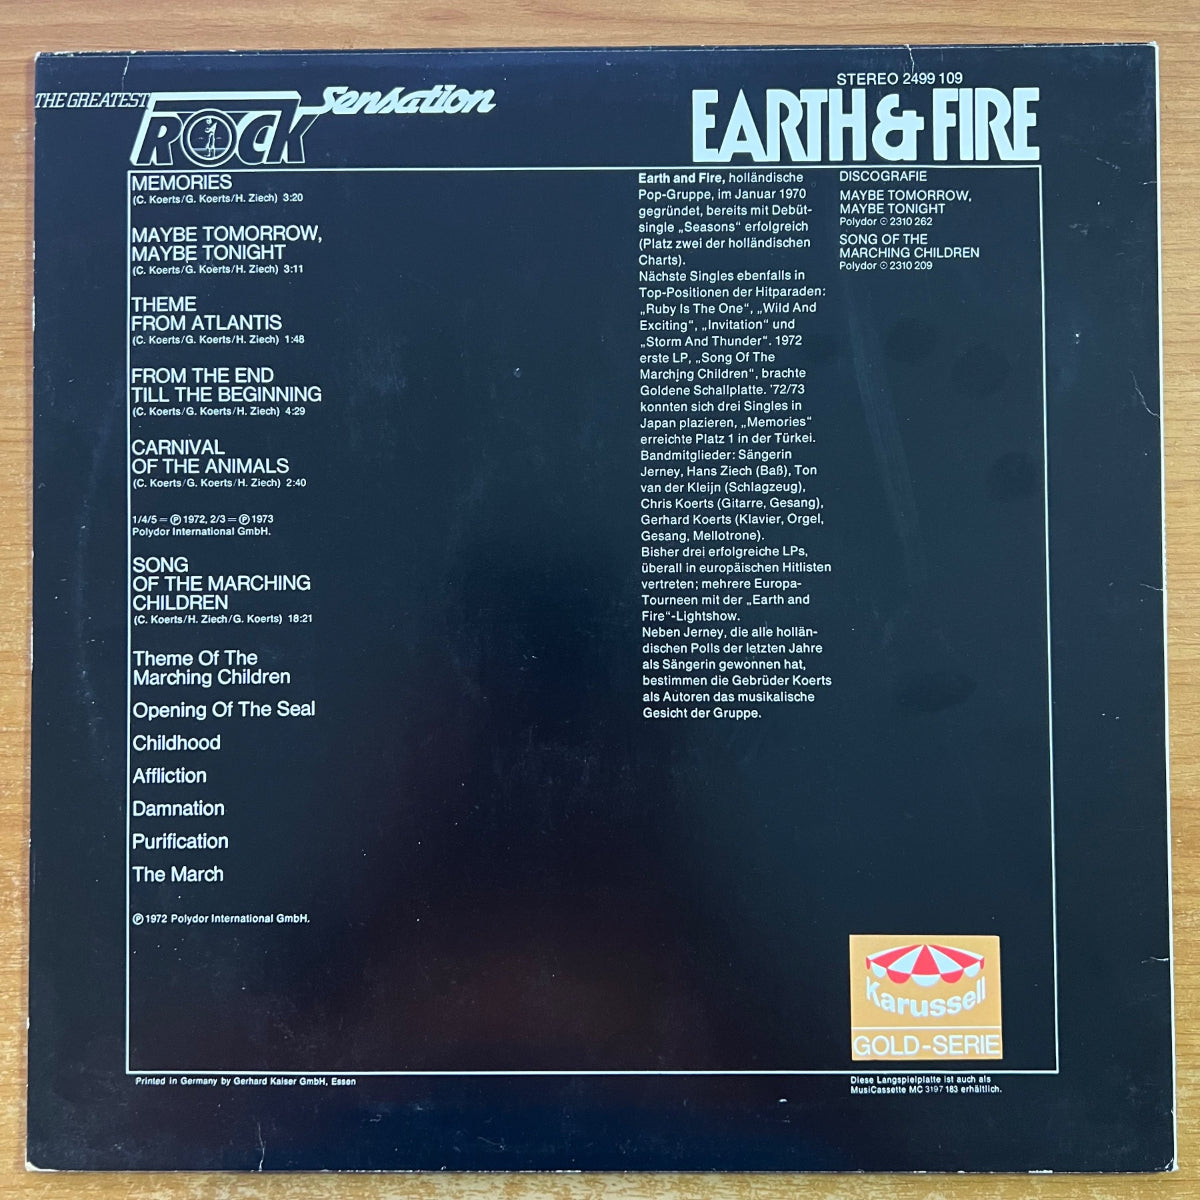 THE GREATEST
ROCK
Sensation
STEREO 2499 109
EARTH & FIRE
MEMORIES
(C. Koerts/G. Koerts/H. Ziech) 3:20
MAYBE TOMORROW,
MAYBE TONIGHT
(C. Koerts/G. Koerts/H. Ziech) 3:11
THEME
FROM ATLANTIS
(C. Koerts/G. Koerts/H. Ziech) 1:48
FROM THE END
TILL THE BEGINNING
(C. Koerts/G. Koerts/H. Ziech) 4:29
CARNIVAL
OF THE ANIMALS
(C. Koerts/G. Koerts/H. Ziech) 2:40
1/4/5 = Ⓟ 1972, 2/3 = Ⓟ 1973
Polydor International GmbH.
SONG
OF THE MARCHING
CHILDREN
(C. Koerts/H. Ziech/G. Koerts) 18:21
Theme Of The
Marching Children
Opening Of The Seal
Childhood
Affliction
Damnation
Purification
The March
Ⓟ 1972 Polydor International GmbH.
Earth and Fire, holländische
Pop-Gruppe, im Januar 1970
gegründet, bereits mit Debüt-
single „Seasons“ erfolgreich
(Platz zwei der holländischen
Charts).
Nächste Singles ebenfalls in
Top-Positionen der Hitparaden:
„Ruby Is The One“, „Wild And
Exciting“, „Invitation“ und
„Storm And Thunder“. 1972
erste LP, „Song Of The
Marching Children“, brachte
Goldene Schallplatte. '72/73
konnten sich drei Singles in
Japan plazieren, „Memories“
erreichte Platz 1 in der Türkei.
Bandmitglieder: Sängerin
Jerney, Hans Ziech (Baß), Ton
van der Kleijn (Schlagzeug),
Chris Koerts (Gitarre, Gesang),
Gerhard Koerts (Klavier, Orgel,
Gesang, Mellotrone).
Bisher drei erfolgreiche LPs,
überall in europäischen Hitlisten
vertreten; mehrere Europa-
Tourneen mit der „Earth and
Fire“-Lightshow.
Neben Jerney, die alle hollän-
dischen Polls der letzten Jahre
als Sängerin gewonnen hat,
bestimmen die Gebrüder Koerts
als Autoren das musikalische
Gesicht der Gruppe.
DISCOGRAFIE
MAYBE TOMORROW,
MAYBE TONIGHT
Polydor ⊙ 2310 262
SONG OF THE
MARCHING CHILDREN
Polydor ⊙ 2310 209
Karussell
GOLD-SERIE
Printed in Germany by Gerhard Kaiser GmbH, Essen
Diese Langspielplatte ist auch als
MusiCassette MC 3197 183 erhältlich.